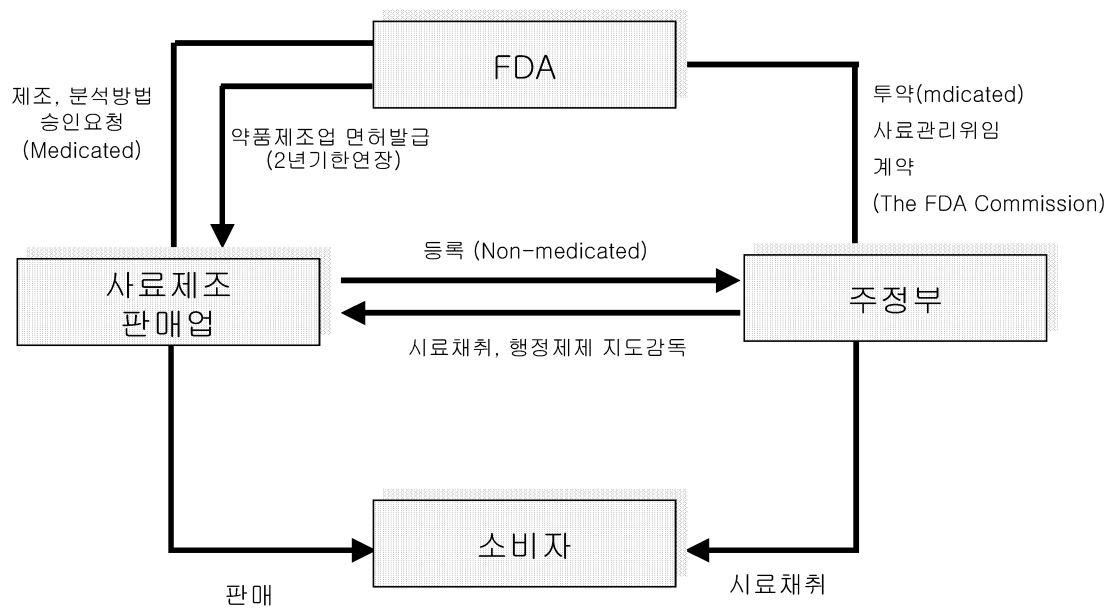 FDA
제조, 분석방법
승인요청
(Medicated)
약품제조업 면허발급
(2년기한연장)
투약(mdicated)
사료관리위임
계약
(The FDA Commission)
등록 (Non-medicated)
사료제조
판매업
주정부
시료채취, 행정제제 지도감독
소비자
판매
시료채취